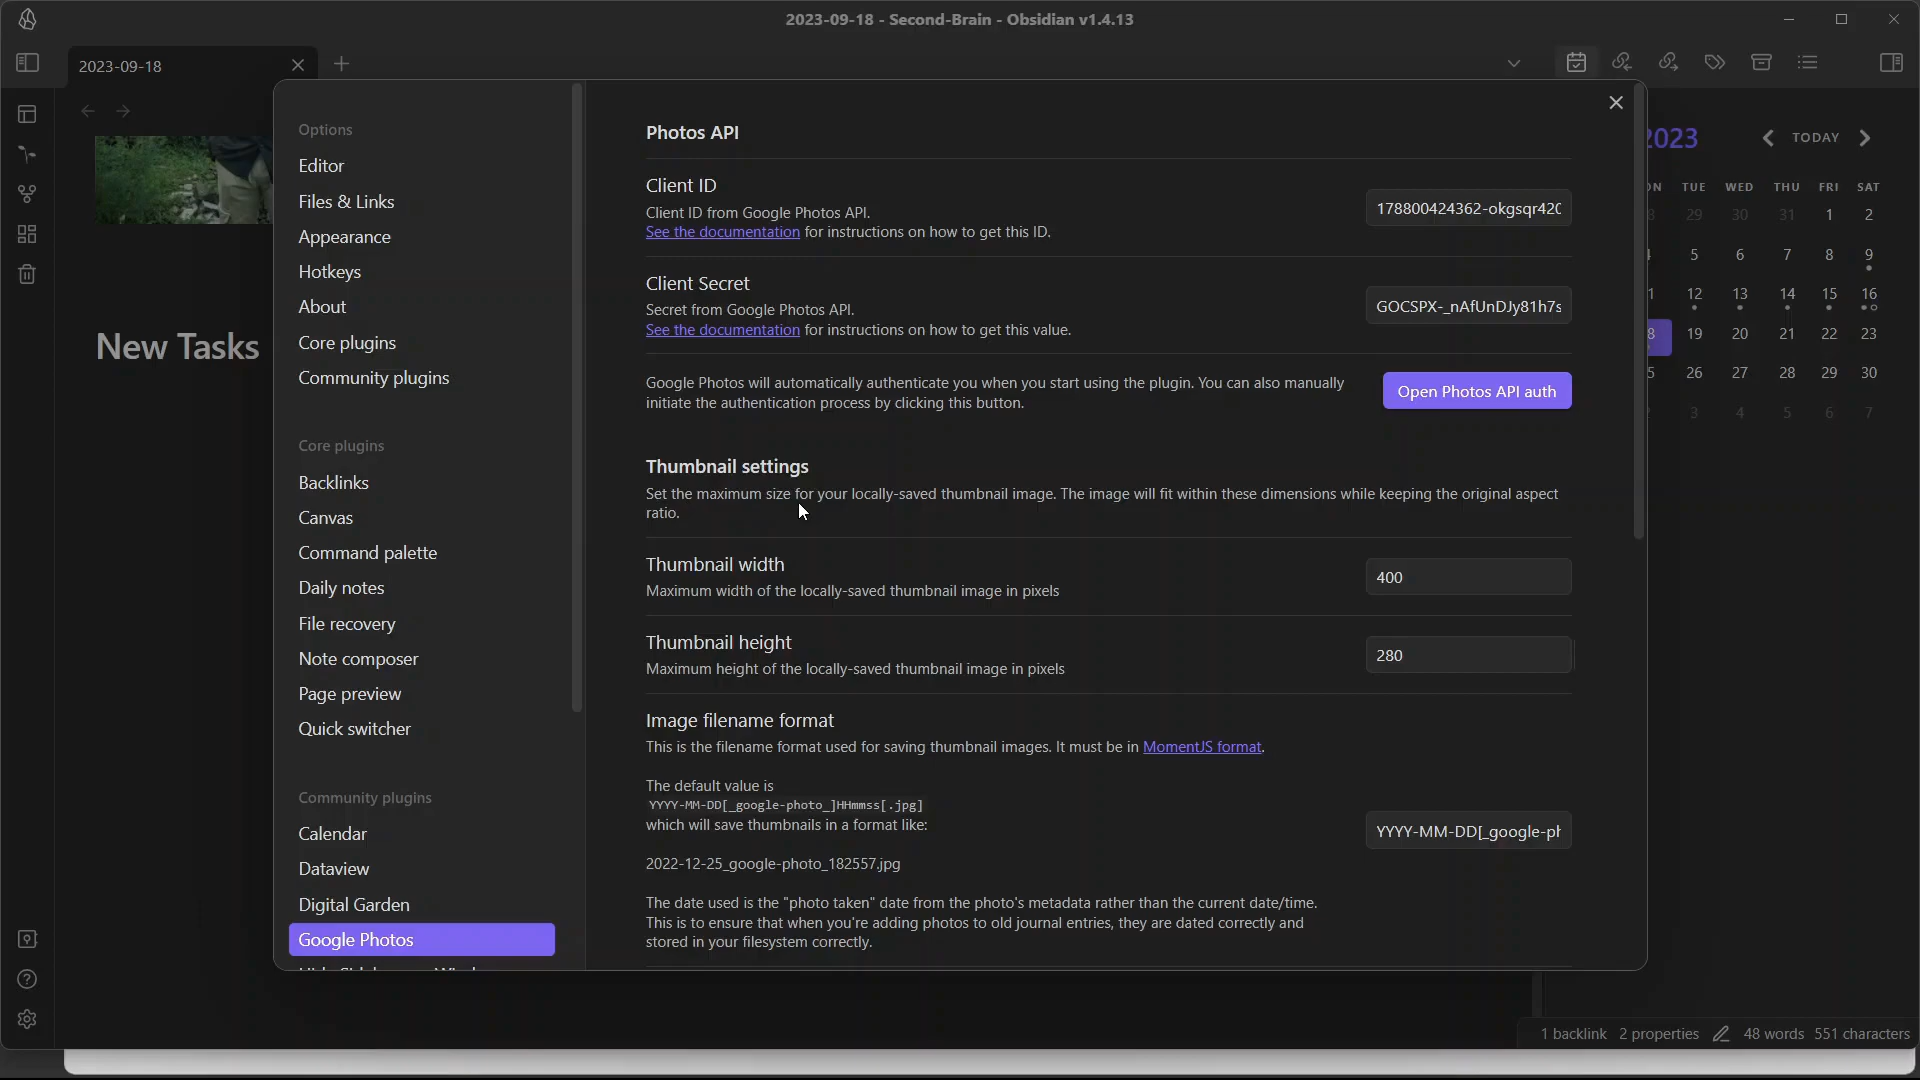 2023-09-18 - Second-Brain - Obsidian v1.4.13
2023-09-18
New Tasks
Options
Editor
Files & Links
Appearance
Hotkeys
About
Core plugins
Community plugins
Core plugins
Backlinks
Canvas
Command palette
Daily notes
File recovery
Note composer
Page preview
Quick switcher
Community plugins
Calendar
Dataview
Digital Garden
Google Photos
Photos API
Client ID
Client ID from Google Photos API.
See the documentation for instructions on how to get this ID.
178800424362-okgsqr420
Client Secret
Secret from Google Photos API.
See the documentation for instructions on how to get this value.
GOCSPX-_nAfUnDJy81h7s
Google Photos will automatically authenticate you when you start using the plugin. You can also manually
initiate the authentication process by clicking this button.
Open Photos API auth
Thumbnail settings
Set the maximum size for your locally-saved thumbnail image. The image will fit within these dimensions while keeping the original aspect
ratio.
Thumbnail width
Maximum width of the locally-saved thumbnail image in pixels
400
Thumbnail height
Maximum height of the locally-saved thumbnail image in pixels
280
Image filename format
This is the filename format used for saving thumbnail images. It must be in MomentJS format.
The default value is
YYYY-MM-DD[_google-photo_]HHmmss[.jpg]
which will save thumbnails in a format like:
YYYY-MM-DD[_google-ph
2022-12-25_google-photo_182557.jpg
The date used is the "photo taken" date from the photo's metadata rather than the current date/time.
This is to ensure that when you're adding photos to old journal entries, they are dated correctly and
stored in your filesystem correctly.
2023 TODAY
TUE WED THU FRI SAT
29 30 31 1 2
5 6 7 8 9
12 13 14 15 16
8 19 20 21 22 23
26 27 28 29 30
3 4 5 6 7
1 backlink 2 properties 48 words 551 characters